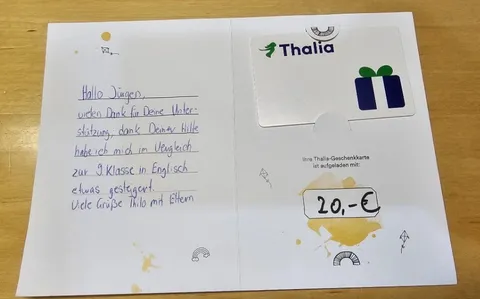 Hallo Jürgen,
vielen Dank für Deine Unter-
stützung, dank Deiner Hilfe
habe ich mich im Vergleich
zur 9. Klasse in Englisch
etwas gesteigert.
Viele Grüße Thilo mit Eltern
Thalia
Ihre Thalia-Geschenkkarte
ist aufgeladen mit:
20,-€